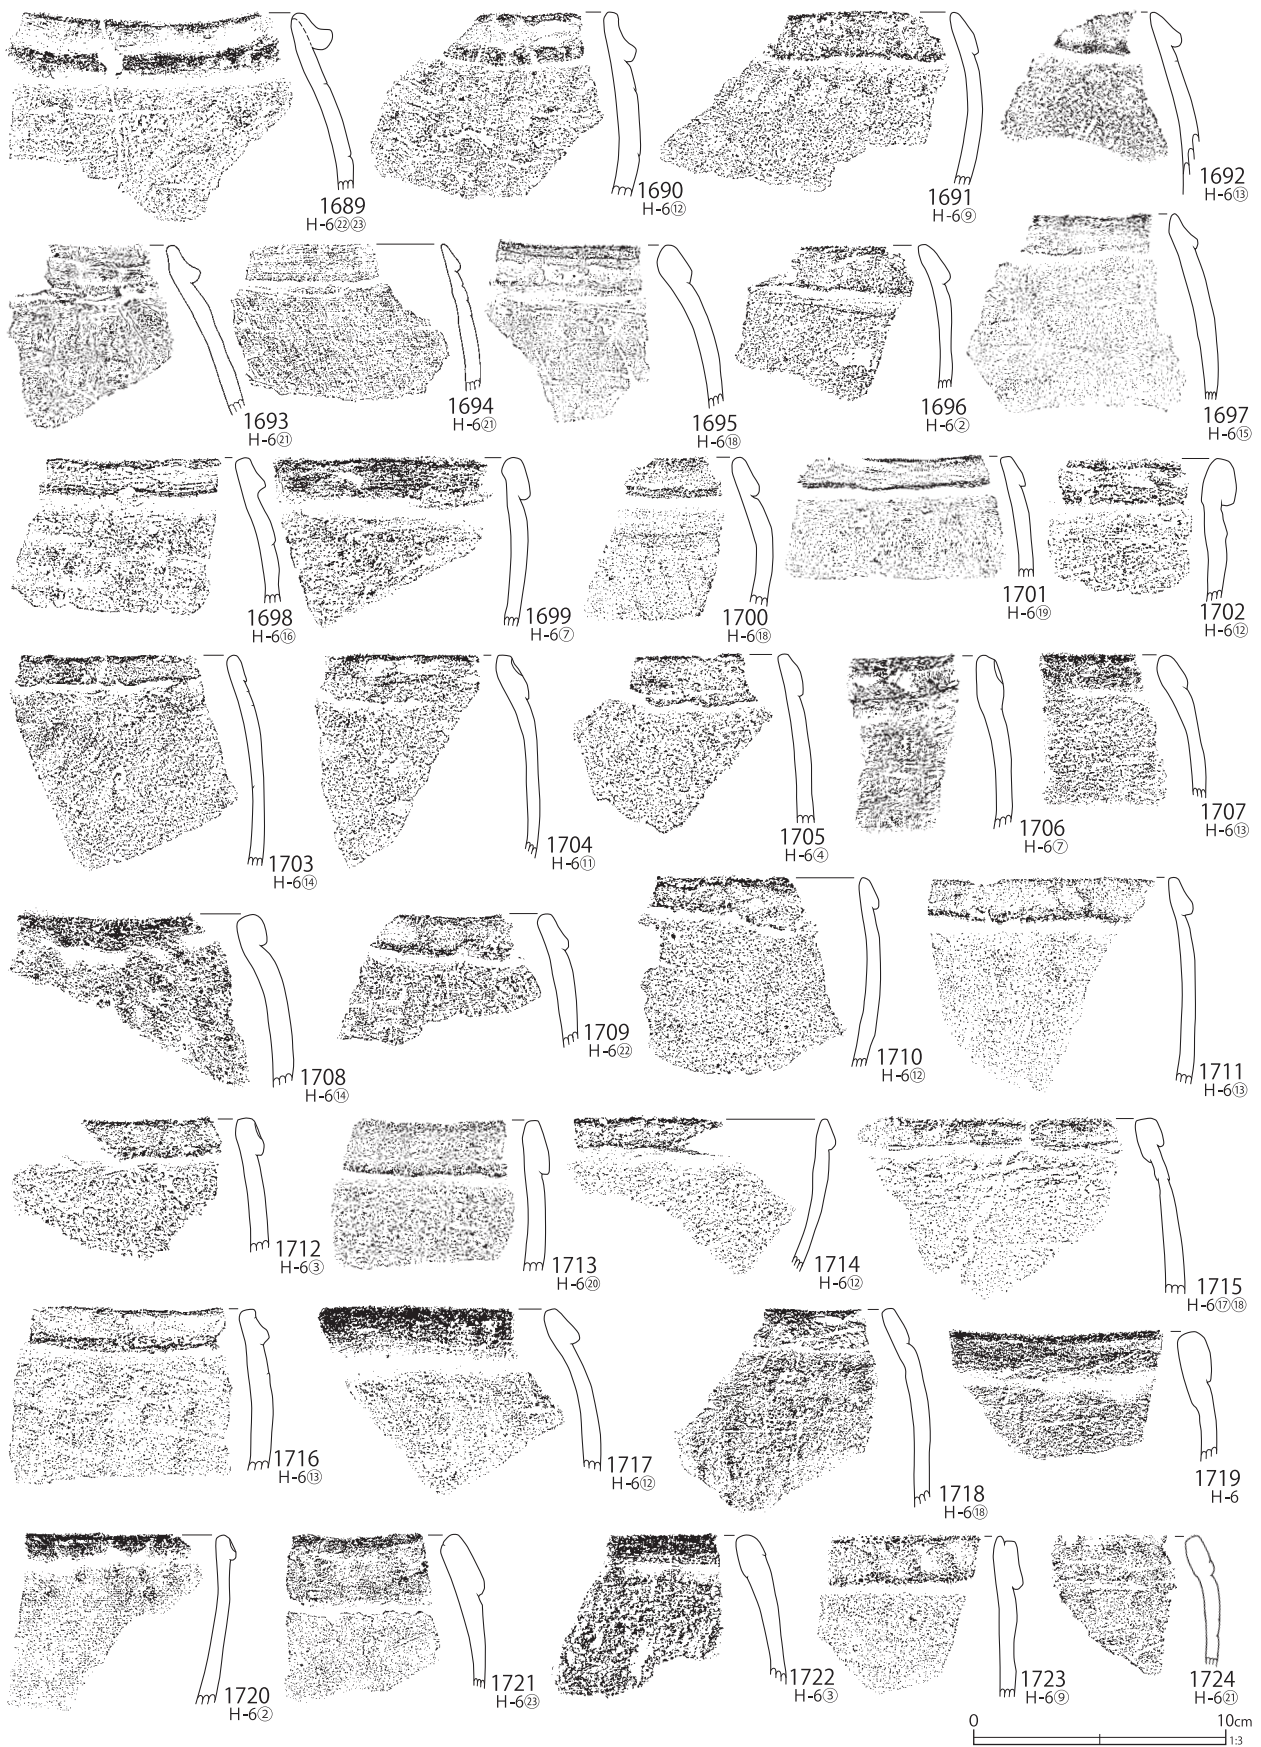 1689
H-6㉒㉓
1690
H-6⑫
1691
H-6⑨
1692
H-6⑬
1693
H-6㉑
1694
H-6㉑
1695
H-6⑱
1696
H-6②
1697
H-6⑮
1698
H-6⑯
1699
H-6⑦
1700
H-6⑱
1701
H-6⑲
1702
H-6⑫
1703
H-6⑭
1704
H-6⑪
1705
H-6④
1706
H-6⑦
1707
H-6⑬
1708
H-6⑭
1709
H-6㉒
1710
H-6⑫
1711
H-6⑬
1712
H-6③
1713
H-6⑳
1714
H-6⑫
1715
H-6⑰⑱
1716
H-6⑬
1717
H-6⑫
1718
H-6⑱
1719
H-6
1720
H-6②
1721
H-6㉓
1722
H-6③
1723
H-6⑨
1724
H-6㉑
0 10cm
1:3